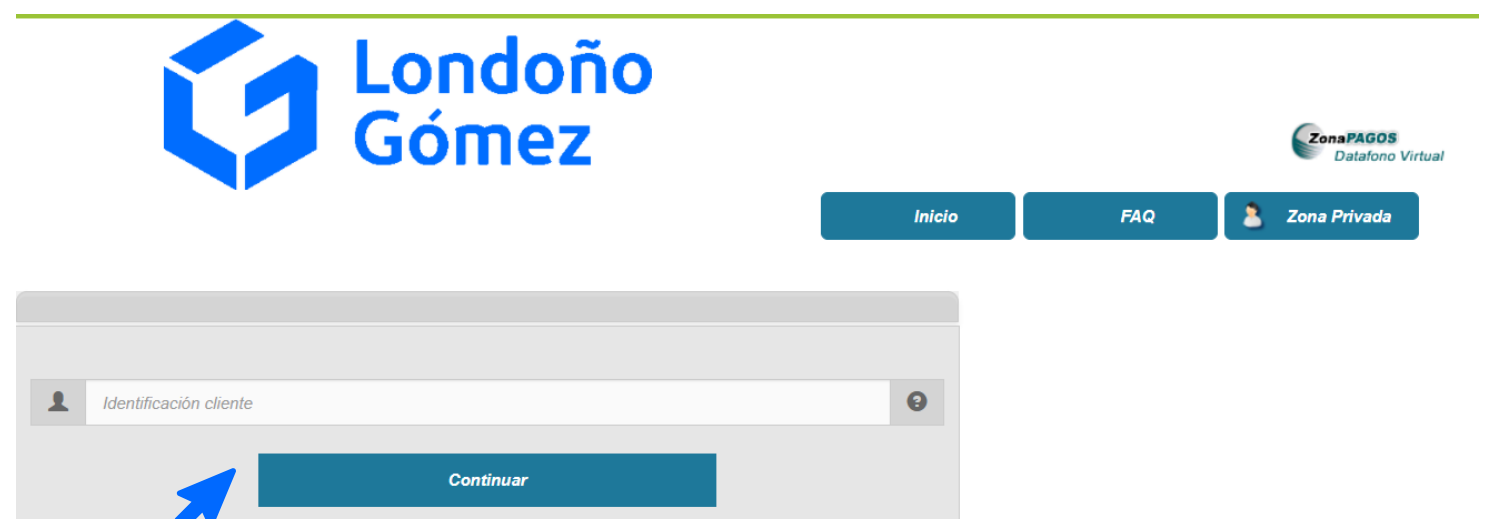 Londoño
Gómez
ZonaPAGOS
Datafono Virtual
Inicio
FAQ
Zona Privada
Identificación cliente
Continuar